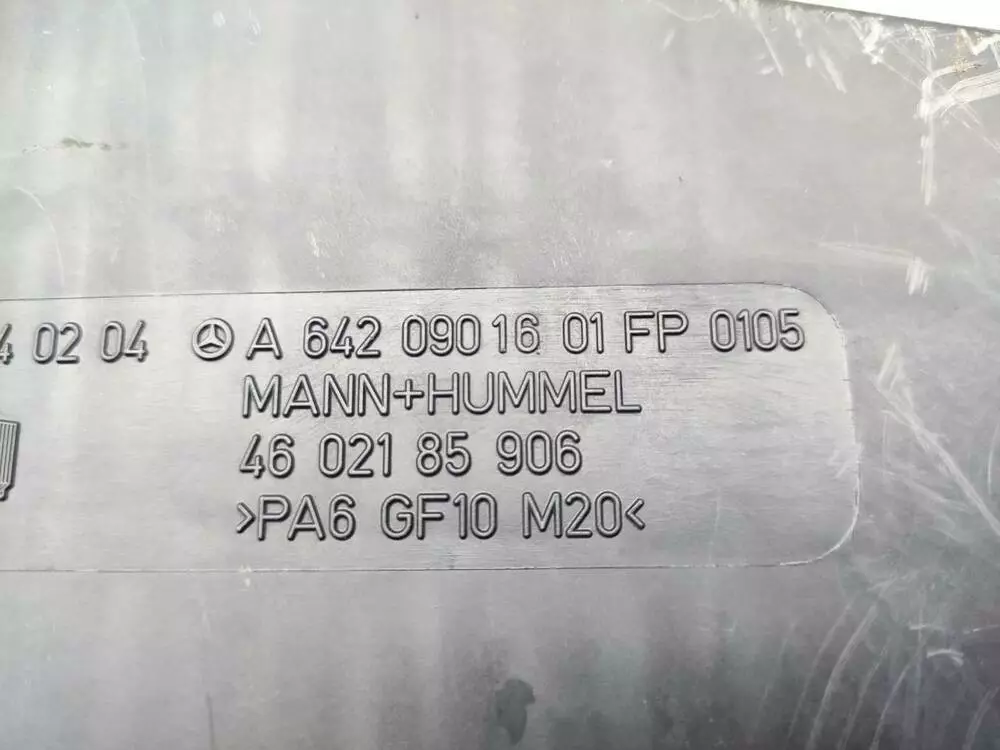 4 02 04 A 642 090 16 01 FP 0105
MANN+HUMMEL
46 021 85 906
>PA6 GF10 M20<